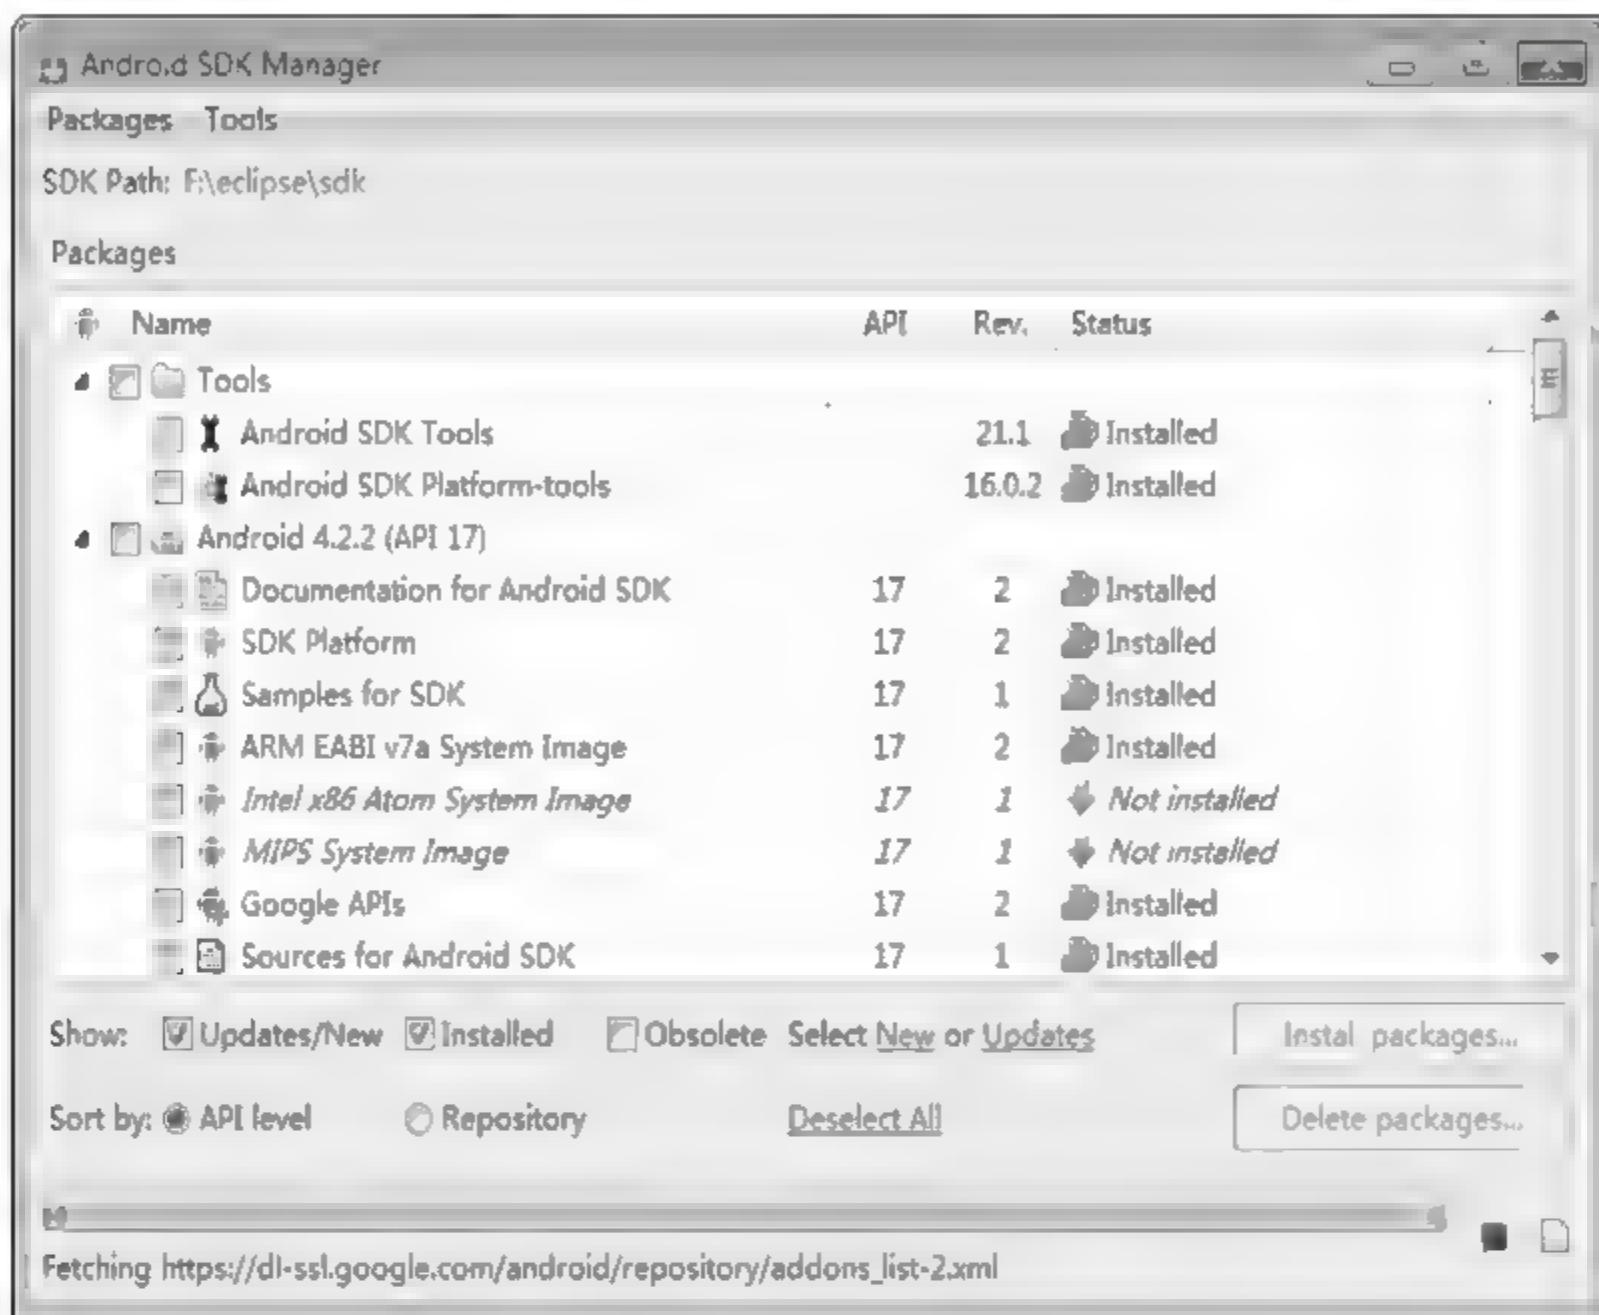 Android SDK Manager
Packages Tools
SDK Path: F:\eclipse\sdk
Packages
Name API Rev. Status
Tools
Android SDK Tools 21.1 Installed
Android SDK Platform-tools 16.0.2 Installed
Android 4.2.2 (API 17)
Documentation for Android SDK 17 2 Installed
SDK Platform 17 2 Installed
Samples for SDK 17 1 Installed
ARM EABI v7a System Image 17 2 Installed
Intel x86 Atom System Image 17 1 Not installed
MIPS System Image 17 1 Not installed
Google APIs 17 2 Installed
Sources for Android SDK 17 1 Installed
Show: Updates/New Installed Obsolete Select New or Updates Instal packages...
Sort by: API level Repository Deselect All Delete packages...
Fetching https://dl-ssl.google.com/android/repository/addons_list-2.xml